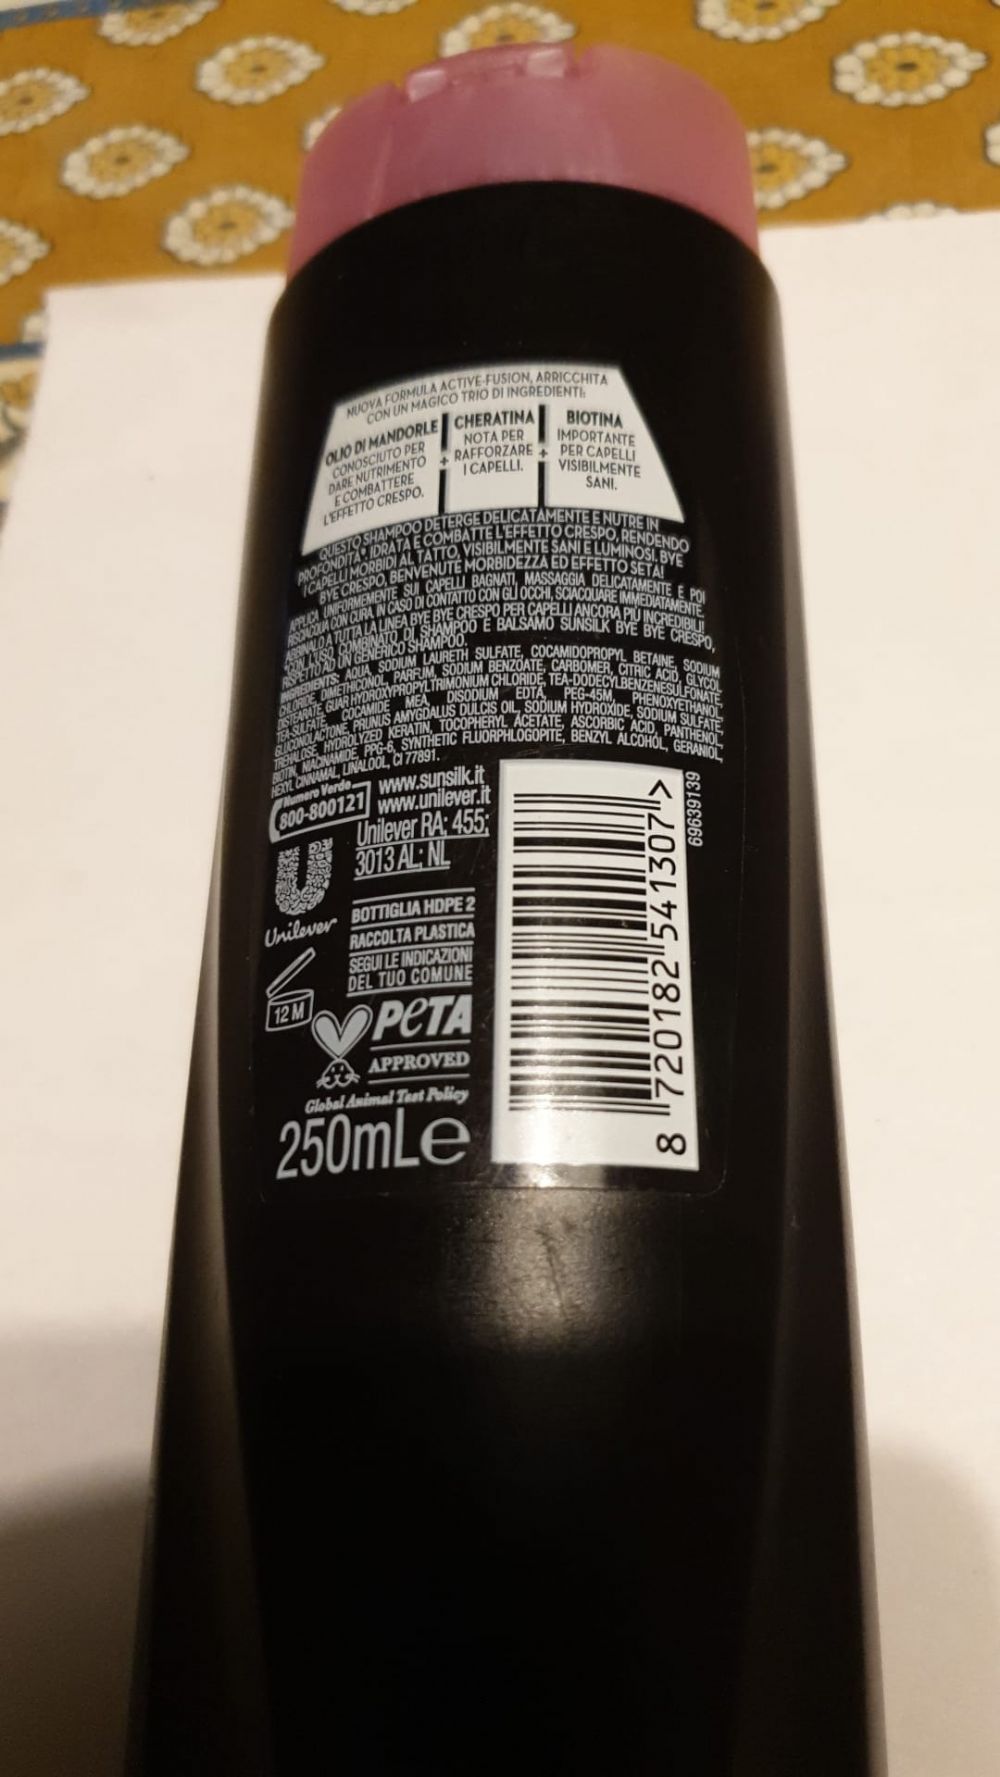 NUOVA FORMULA ACTIVE-FUSION, ARRICCHITA
CON UN MAGICO TRIO DI INGREDIENTI:
OLIO DI MANDORLE
CONOSCIUTO PER
DARE NUTRIMENTO
E COMBATTERE
L'EFFETTO CRESPO.
+
CHERATINA
NOTA PER
RAFFORZARE
I CAPELLI.
+
BIOTINA
IMPORTANTE
PER CAPELLI
VISIBILMENTE
SANI.
QUESTO SHAMPOO DETERGE DELICATAMENTE E NUTRE IN
PROFONDITÀ*, IDRATA E COMBATTE L'EFFETTO CRESPO, RENDENDO
I CAPELLI MORBIDI AL TATTO, VISIBILMENTE SANI E LUMINOSI. BYE
BYE CRESPO, BENVENUTE MORBIDEZZA ED EFFETTO SETA!
APPLICA UNIFORMEMENTE SUI CAPELLI BAGNATI, MASSAGGIA DELICATAMENTE E POI
RISCIACQUA CON CURA IN CASO DI CONTATTO CON GLI OCCHI, SCIACQUARE IMMEDIATAMENTE.
ABBINALO A TUTTA LA LINEA BYE BYE CRESPO PER CAPELLI ANCORA PIÙ INCREDIBILI!
CON L'USO COMBINATO DI SHAMPOO E BALSAMO SUNSILK BYE BYE CRESPO,
RISPETTO AD UN GENERICO SHAMPOO.
INGREDIENTS: AQUA, SODIUM LAURETH SULFATE, COCAMIDOPROPYL BETAINE, SODIUM
CHLORIDE, DIMETHICONOL, PARFUM, SODIUM BENZOATE, CARBOMER, CITRIC ACID, GLYCOL
DISTEARATE, GUAR HYDROXYPROPYLTRIMONIUM CHLORIDE, TEA-DODECYLBENZENESULFONATE,
TEA-SULFATE, COCAMIDE MEA, DISODIUM EDTA, PEG-45M, PHENOXYETHANOL,
GLUCONOLACTONE, PRUNUS AMYGDALUS DULCIS OIL, SODIUM HYDROXIDE, SODIUM SULFATE,
TREHALOSE, HYDROLYZED KERATIN, TOCOPHERYL ACETATE, ASCORBIC ACID, PANTHENOL,
BIOTIN, NIACINAMIDE, PPG-6, SYNTHETIC FLUORPHLOGOPITE, BENZYL ALCOHOL, GERANIOL,
HEXYL CINNAMAL, LINALOOL, CI 77891.
Numero Verde
800-800121
www.sunsilk.it
www.unilever.it
Unilever RA; 455;
3013 AL; NL
Unilever
BOTTIGLIA HDPE 2
RACCOLTA PLASTICA
SEGUI LE INDICAZIONI
DEL TUO COMUNE
12 M
PeTA
APPROVED
Global Animal Test Policy
250mLe
8 720182 541307 >
69639139